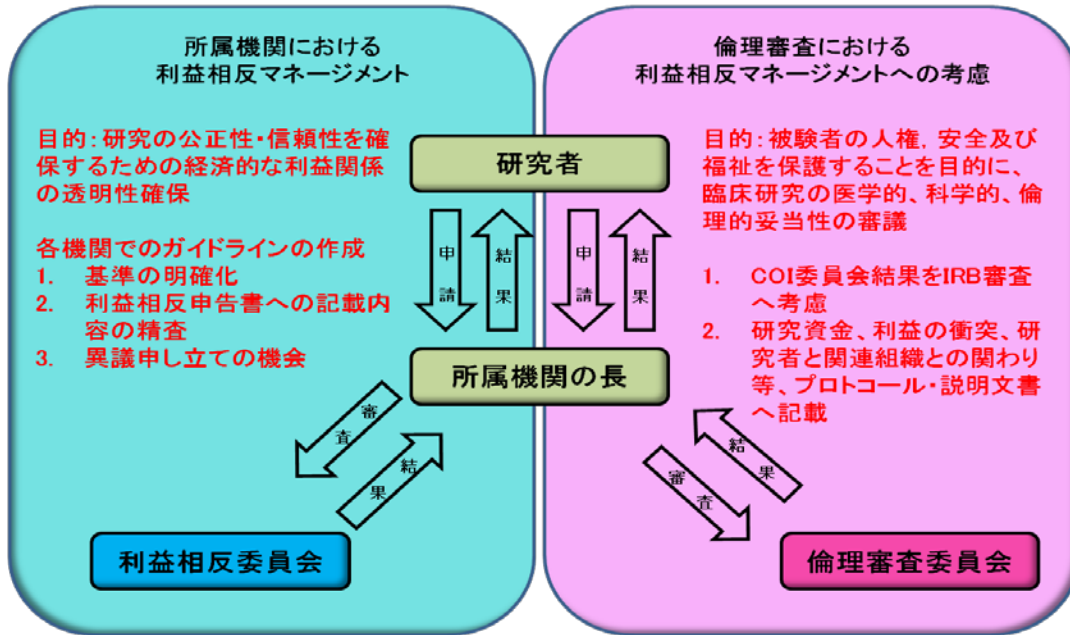 所属機関における
利益相反マネージメント
目的：研究の公正性・信頼性を確
保するための経済的な利益関係
の透明性確保
各機関でのガイドラインの作成
1. 基準の明確化
2. 利益相反申告書への記載内
容の精査
3. 異議申し立ての機会
倫理審査における
利益相反マネージメントへの考慮
目的：被験者の人権，安全及び
福祉を保護することを目的に、
臨床研究の医学的、科学的、倫
理的妥当性の審議
1. COI委員会結果をIRB審査
へ考慮
2. 研究資金、利益の衝突、研
究者と関連組織との関わり
等、プロトコール・説明文書
へ記載
研究者
申請
結果
申請
結果
所属機関の長
審査
結果
審査
結果
利益相反委員会
倫理審査委員会